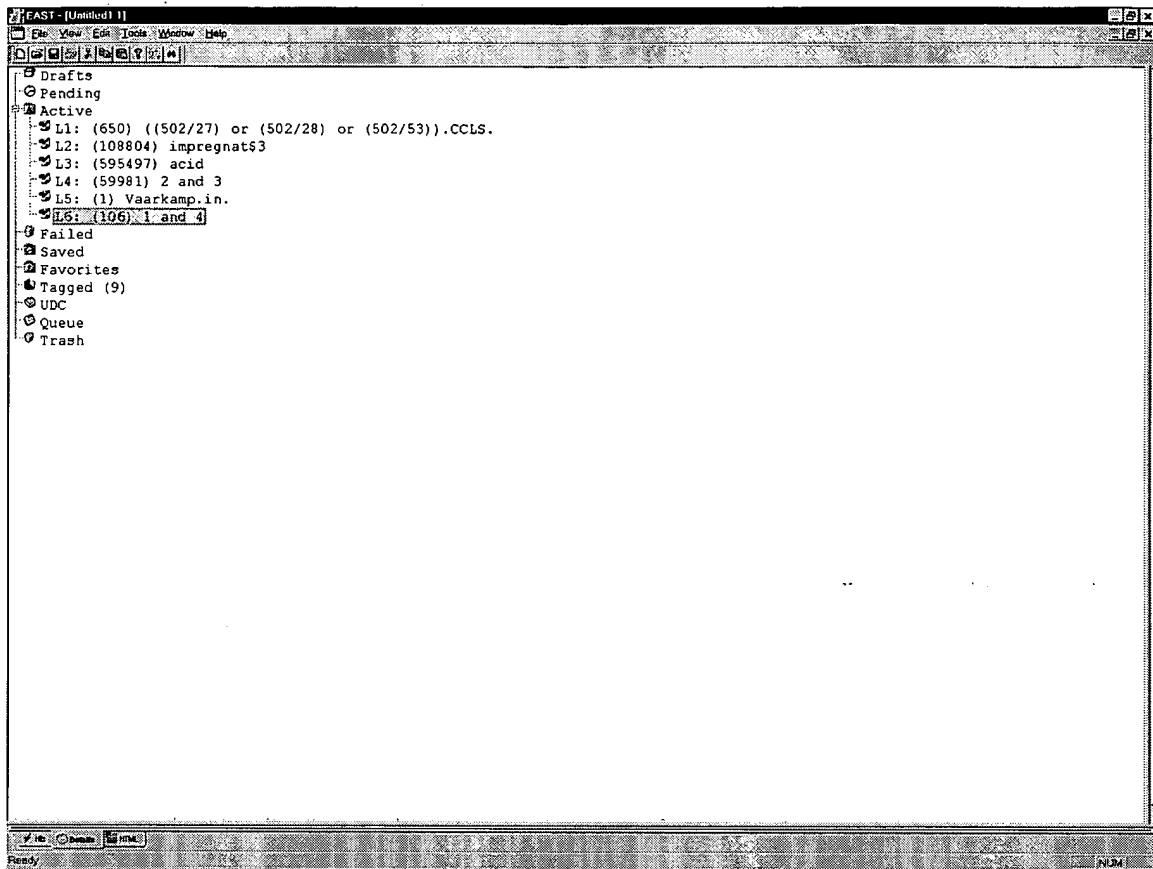 EAST - [Untitled1 1]
File View Edit Tools Window Help
Drafts
Pending
Active
L1: (650) ((502/27) or (502/28) or (502/53)).CCLS.
L2: (108804) impregnat$3
L3: (595497) acid
L4: (59981) 2 and 3
L5: (1) Vaarkamp.in.
L6: (106) 1 and 4
Failed
Saved
Favorites
Tagged (9)
UDC
Queue
Trash
Details HTML
Ready
NUM